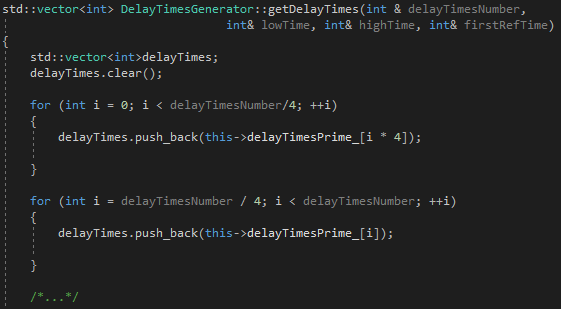 std::vector<int> DelayTimesGenerator::getDelayTimes(int & delayTimesNumber,
int& lowTime, int& highTime, int& firstRefTime)
{
std::vector<int>delayTimes;
delayTimes.clear();
for (int i = 0; i < delayTimesNumber/4; ++i)
{
delayTimes.push_back(this->delayTimesPrime_[i * 4]);
}
for (int i = delayTimesNumber / 4; i < delayTimesNumber; ++i)
{
delayTimes.push_back(this->delayTimesPrime_[i]);
}
/*...*/